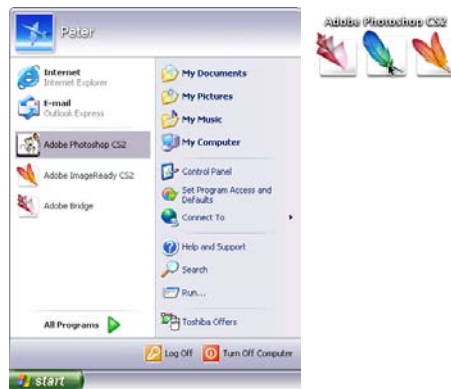 Peter
Internet
Internet Explorer
E-mail
Outlook Express
Adobe Photoshop CS2
Adobe ImageReady CS2
Adobe Bridge
All Programs
My Documents
My Pictures
My Music
My Computer
Control Panel
Set Program Access and
Defaults
Connect To
Help and Support
Search
Run...
Toshiba Offers
Log Off
Turn Off Computer
start
Adobe Photoshop CS2